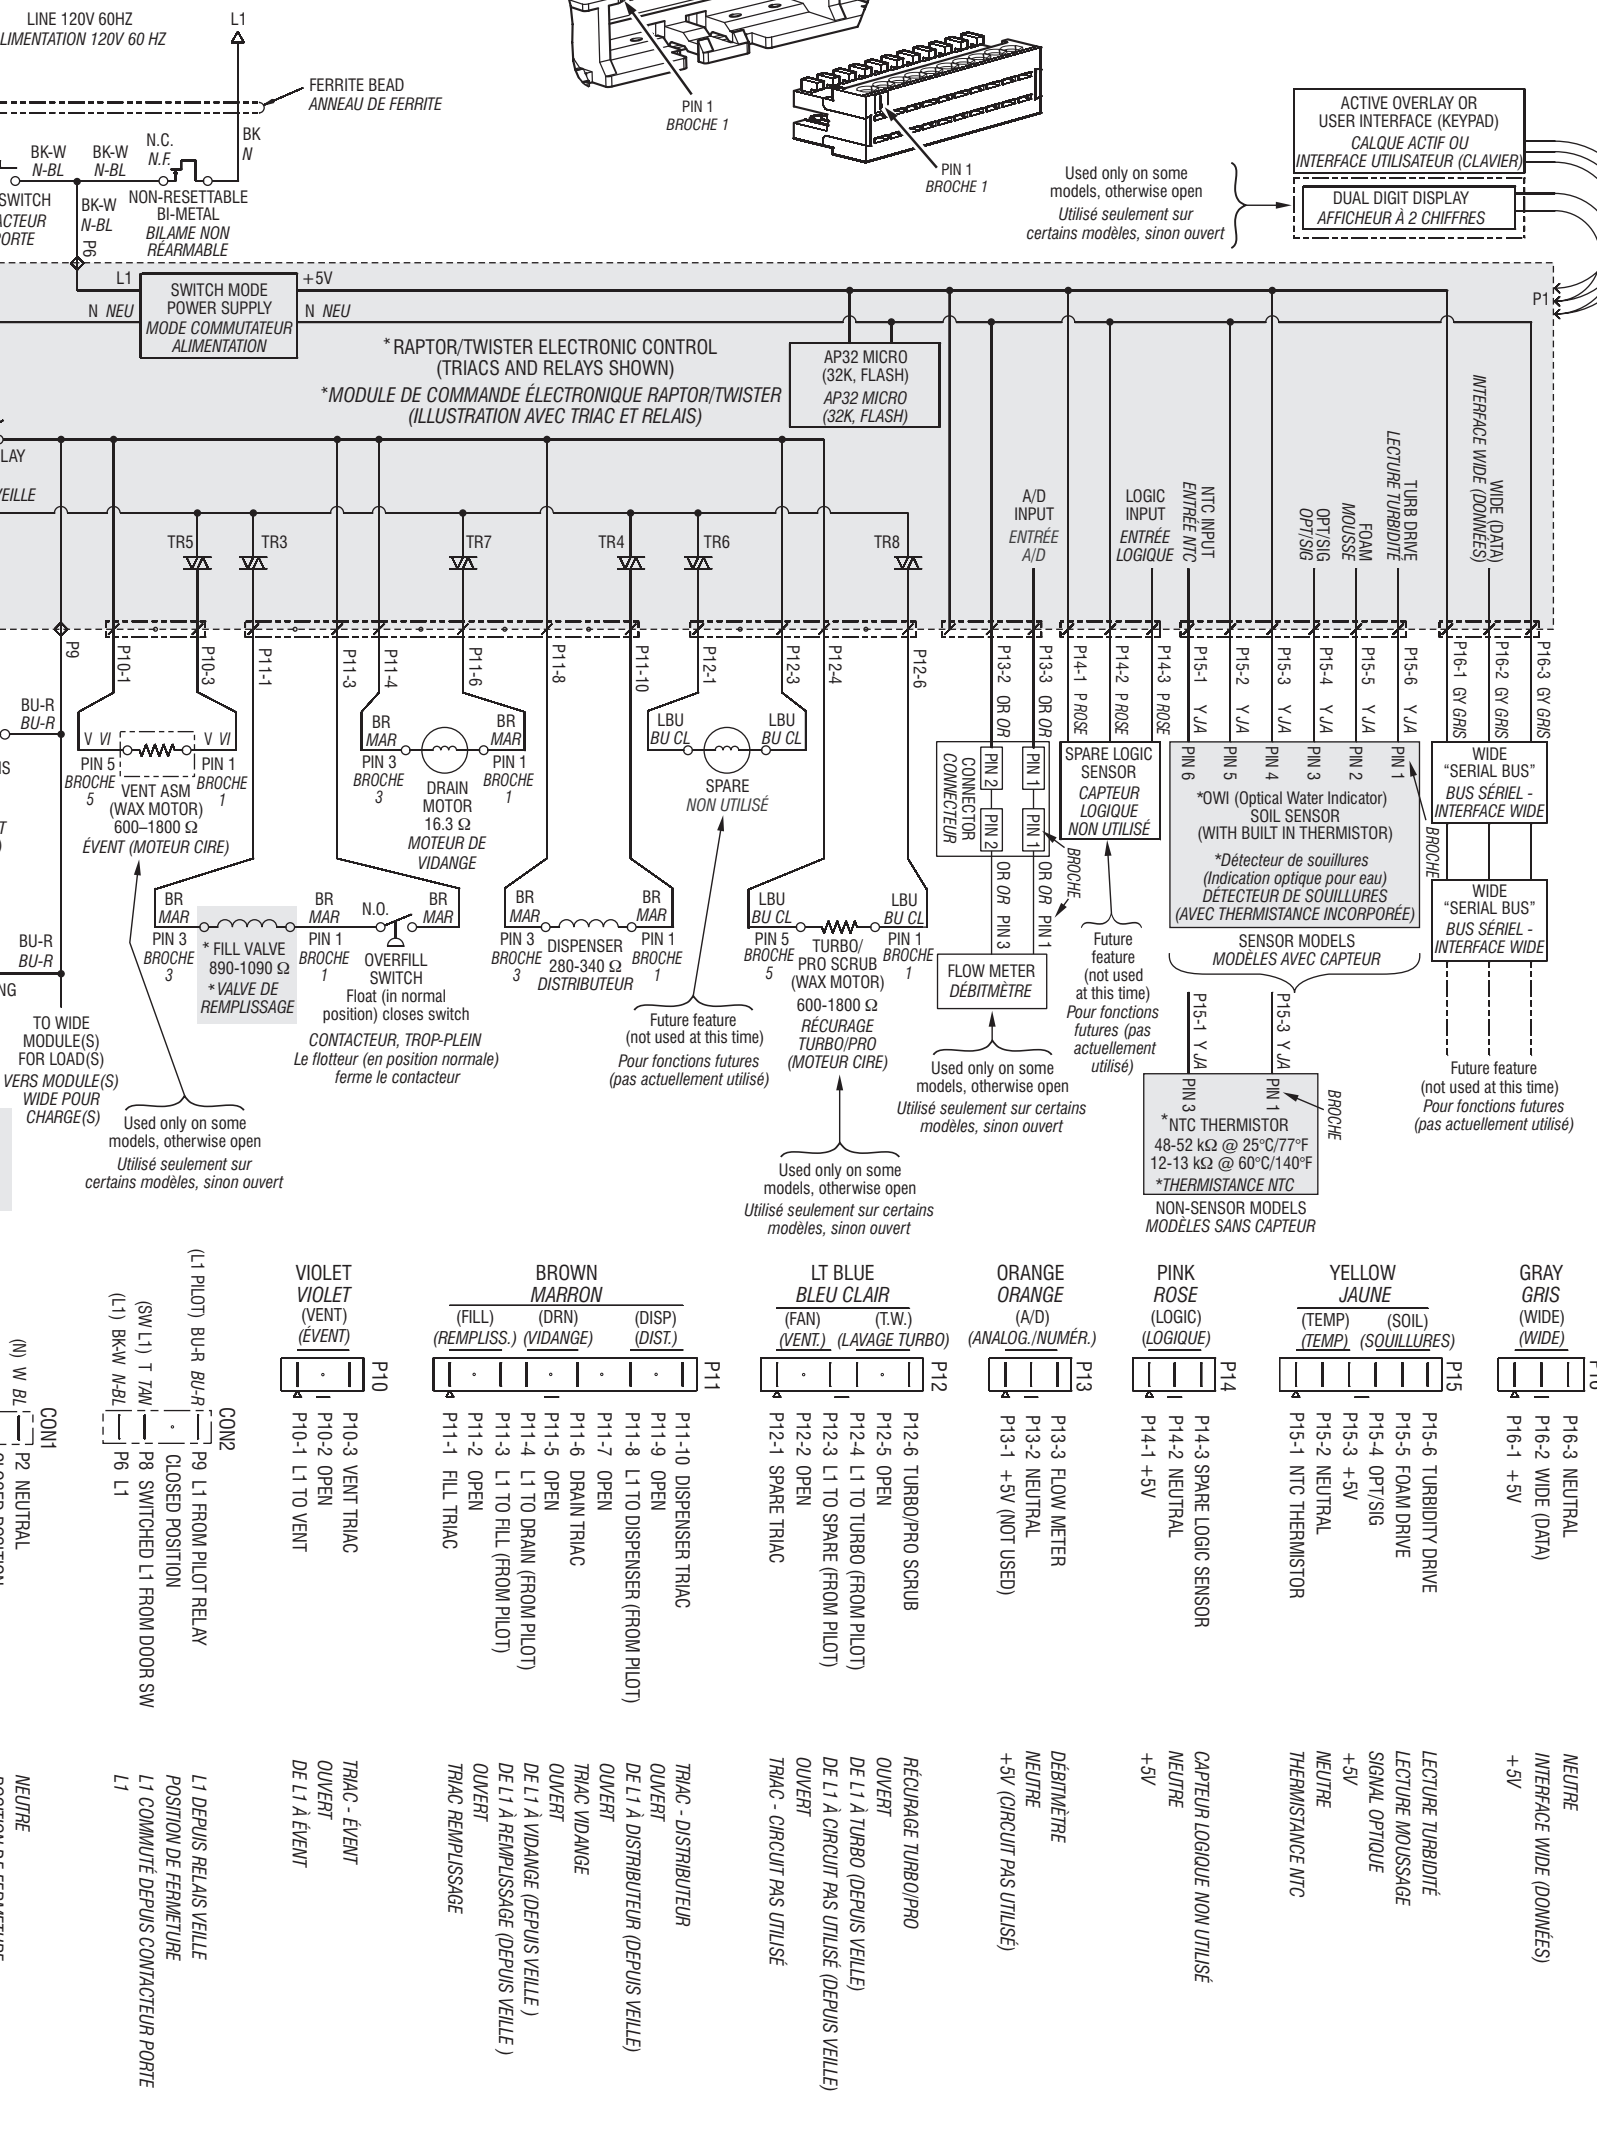 LINE 120V 60HZ
LIMENTATION 120V 60 HZ
L1
FERRITE BEAD
ANNEAU DE FERRITE
BK
N
BK-W
N-BL
BK-W
N-BL
N.C.
N.F.
SWITCH
ACTEUR
ORTE
BK-W
N-BL
P6
NON-RESETTABLE
BI-METAL
BILAME NON
RÉARMABLE
PIN 1
BROCHE 1
PIN 1
BROCHE 1
ACTIVE OVERLAY OR
USER INTERFACE (KEYPAD)
CALQUE ACTIF OU
INTERFACE UTILISATEUR (CLAVIER)
DUAL DIGIT DISPLAY
AFFICHEUR À 2 CHIFFRES
Used only on some
models, otherwise open
Utilisé seulement sur
certains modèles, sinon ouvert
P1
L1
N NEU
SWITCH MODE
POWER SUPPLY
MODE COMMUTATEUR
ALIMENTATION
+5V
N NEU
*RAPTOR/TWISTER ELECTRONIC CONTROL
(TRIACS AND RELAYS SHOWN)
*MODULE DE COMMANDE ÉLECTRONIQUE RAPTOR/TWISTER
(ILLUSTRATION AVEC TRIAC ET RELAIS)
AP32 MICRO
(32K, FLASH)
AP32 MICRO
(32K, FLASH)
LAY
VEILLE
TR5
TR3
TR7
TR4
TR6
TR8
A/D
INPUT
ENTRÉE
A/D
LOGIC
INPUT
ENTRÉE
LOGIQUE
NTC INPUT
ENTRÉE NTC
OPT/SIG
OPT/SIG
FOAM
MOUSSE
TURB DRIVE
LECTURE TURBIDITÉ
WIDE (DATA)
INTERFACE WIDE (DONNÉES)
P9
P10-1
P10-3
P11-1
P11-3
P11-4
P11-6
P11-8
P11-10
P12-1
P12-3
P12-4
P12-6
P13-2 OR OR
P13-3 OR OR
P14-1 P ROSE
P14-2 P ROSE
P14-3 P ROSE
P15-1 Y JA
P15-2 Y JA
P15-3 Y JA
P15-4 Y JA
P15-5 Y JA
P15-6 Y JA
P16-1 GY GRIS
P16-2 GY GRIS
P16-3 GY GRIS
BU-R
BU-R
V VI
V VI
PIN 5
BROCHE
5
PIN 1
BROCHE
1
VENT ASM
(WAX MOTOR)
600–1800 Ω
ÉVENT (MOTEUR CIRE)
BR
MAR
BR
MAR
PIN 3
BROCHE
3
PIN 1
BROCHE
1
DRAIN
MOTOR
16.3 Ω
MOTEUR DE
VIDANGE
LBU
BU CL
LBU
BU CL
SPARE
NON UTILISÉ
PIN 2
PIN 1
CONNECTOR
CONNECTEUR
PIN 2
PIN 1
BROCHE
OR OR PIN 3
OR OR PIN 1
FLOW METER
DÉBITMÈTRE
SPARE LOGIC
SENSOR
CAPTEUR
LOGIQUE
NON UTILISÉ
PIN 6
PIN 5
PIN 4
PIN 3
PIN 2
PIN 1
*OWI (Optical Water Indicator)
SOIL SENSOR
(WITH BUILT IN THERMISTOR)
*Détecteur de souillures
(Indication optique pour eau)
DÉTECTEUR DE SOUILLURES
(AVEC THERMISTANCE INCORPORÉE)
BROCHE
SENSOR MODELS
MODÈLES AVEC CAPTEUR
WIDE
“SERIAL BUS”
BUS SÉRIEL -
INTERFACE WIDE
WIDE
“SERIAL BUS”
BUS SÉRIEL -
INTERFACE WIDE
BU-R
BU-R
NG
BR
MAR
PIN 3
BROCHE
3
* FILL VALVE
890-1090 Ω
*VALVE DE
REMPLISSAGE
BR
MAR
PIN 1
BROCHE
1
N.O.
BR
MAR
OVERFILL
SWITCH
Float (in normal
position) closes switch
CONTACTEUR, TROP-PLEIN
Le flotteur (en position normale)
ferme le contacteur
BR
MAR
BR
MAR
PIN 3
BROCHE
3
PIN 1
BROCHE
1
DISPENSER
280-340 Ω
DISTRIBUTEUR
Future feature
(not used at this time)
Pour fonctions futures
(pas actuellement utilisé)
LBU
BU CL
LBU
BU CL
PIN 5
BROCHE
5
PIN 1
BROCHE
1
TURBO/
PRO SCRUB
(WAX MOTOR)
600-1800 Ω
RÉCURAGE
TURBO/PRO
(MOTEUR CIRE)
Future
feature
(not used
at this time)
Pour fonctions
futures (pas
actuellement
utilisé)
P15-1 Y JA
P15-3 Y JA
PIN 3
PIN 1
BROCHE
*NTC THERMISTOR
48-52 kΩ @ 25°C/77°F
12-13 kΩ @ 60°C/140°F
*THERMISTANCE NTC
NON-SENSOR MODELS
MODÈLES SANS CAPTEUR
Future feature
(not used at this time)
Pour fonctions futures
(pas actuellement utilisé)
TO WIDE
MODULE(S)
FOR LOAD(S)
VERS MODULE(S)
WIDE POUR
CHARGE(S)
Used only on some
models, otherwise open
Utilisé seulement sur
certains modèles, sinon ouvert
Used only on some
models, otherwise open
Utilisé seulement sur certains
modèles, sinon ouvert
Used only on some
models, otherwise open
Utilisé seulement sur certains
modèles, sinon ouvert
(N) W BL
CON1
P2 NEUTRAL
NEUTRE
(L1) BK-W N-BL
(SW L1) T TAN
(L1 PILOT) BU-R BU-R
CON2
P9 L1 FROM PILOT RELAY
CLOSED POSITION
P8 SWITCHED L1 FROM DOOR SW
P6 L1
L1 DEPUIS RELAIS VEILLE
POSITION DE FERMETURE
L1 COMMUTÉ DEPUIS CONTACTEUR PORTE
L1
VIOLET
VIOLET
(VENT)
(ÉVENT)
P10
P10-3 VENT TRIAC
P10-2 OPEN
P10-1 L1 TO VENT
TRIAC - ÉVENT
OUVERT
DE L1 À ÉVENT
BROWN
MARRON
(FILL)
(REMPLISS.)
(DRN)
(VIDANGE)
(DISP)
(DIST.)
P11
P11-10 DISPENSER TRIAC
P11-9 OPEN
P11-8 L1 TO DISPENSER (FROM PILOT)
P11-7 OPEN
P11-6 DRAIN TRIAC
P11-5 OPEN
P11-4 L1 TO DRAIN (FROM PILOT)
P11-3 L1 TO FILL (FROM PILOT)
P11-2 OPEN
P11-1 FILL TRIAC
TRIAC - DISTRIBUTEUR
OUVERT
DE L1 À DISTRIBUTEUR (DEPUIS VEILLE)
OUVERT
TRIAC VIDANGE
OUVERT
DE L1 À VIDANGE (DEPUIS VEILLE )
DE L1 À REMPLISSAGE (DEPUIS VEILLE )
OUVERT
TRIAC REMPLISSAGE
LT BLUE
BLEU CLAIR
(FAN)
(VENT.)
(T.W.)
(LAVAGE TURBO)
P12
P12-6 TURBO/PRO SCRUB
P12-5 OPEN
P12-4 L1 TO TURBO (FROM PILOT)
P12-3 L1 TO SPARE (FROM PILOT)
P12-2 OPEN
P12-1 SPARE TRIAC
RÉCURAGE TURBO/PRO
OUVERT
DE L1 À TURBO (DEPUIS VEILLE)
DE L1 À CIRCUIT PAS UTILISÉ (DEPUIS VEILLE)
OUVERT
TRIAC - CIRCUIT PAS UTILISÉ
ORANGE
ORANGE
(A/D)
(ANALOG./NUMÉR.)
P13
P13-3 FLOW METER
P13-2 NEUTRAL
P13-1 +5V (NOT USED)
DÉBITMÈTRE
NEUTRE
+5V (CIRCUIT PAS UTILISÉ)
PINK
ROSE
(LOGIC)
(LOGIQUE)
P14
P14-3 SPARE LOGIC SENSOR
P14-2 NEUTRAL
P14-1 +5V
CAPTEUR LOGIQUE NON UTILISÉ
NEUTRE
+5V
YELLOW
JAUNE
(TEMP)
(TEMP)
(SOIL)
(SOUILLURES)
P15
P15-6 TURBIDITY DRIVE
P15-5 FOAM DRIVE
P15-4 OPT/SIG
P15-3 +5V
P15-2 NEUTRAL
P15-1 NTC THERMISTOR
LECTURE TURBIDITÉ
LECTURE MOUSSAGE
SIGNAL OPTIQUE
+5V
NEUTRE
THERMISTANCE NTC
GRAY
GRIS
(WIDE)
(WIDE)
P16-3 NEUTRAL
P16-2 WIDE (DATA)
P16-1 +5V
NEUTRE
INTERFACE WIDE (DONNÉES)
+5V